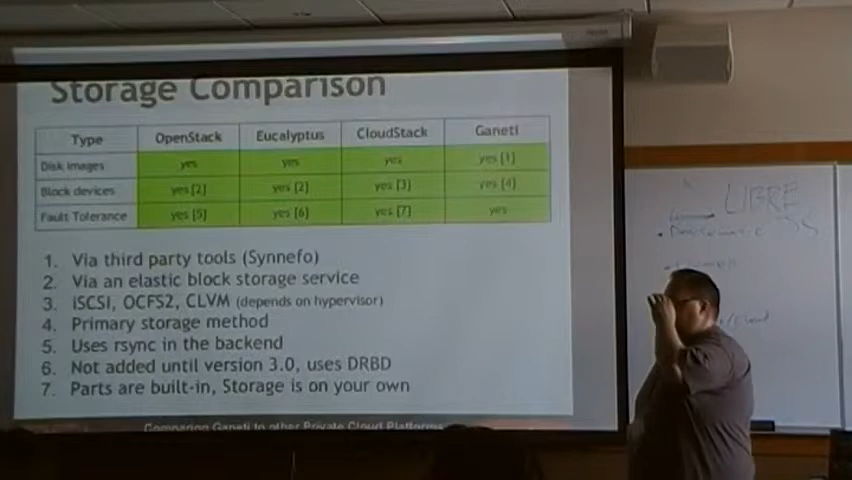 Storage Comparison
Type OpenStack Eucalyptus CloudStack Ganeti
Disk images yes yes yes yes [1]
Block devices yes[2] yes [2] yes [3] yes [4]
Fault Tolerance yes [5] yes [6] yes [7] yes
1. Via third party tools (Synnefo)
2. Via an elastic block storage service
3. iSCSI, OCFS2, CLVM (depends on hypervisor)
4. Primary storage method
5. Uses rsync in the backend
6. Not added until version 3.0, uses DRBD
7. Parts are built-in, Storage is on your own
Comparing Ganeti to other Private Cloud Platforms
LIBRE